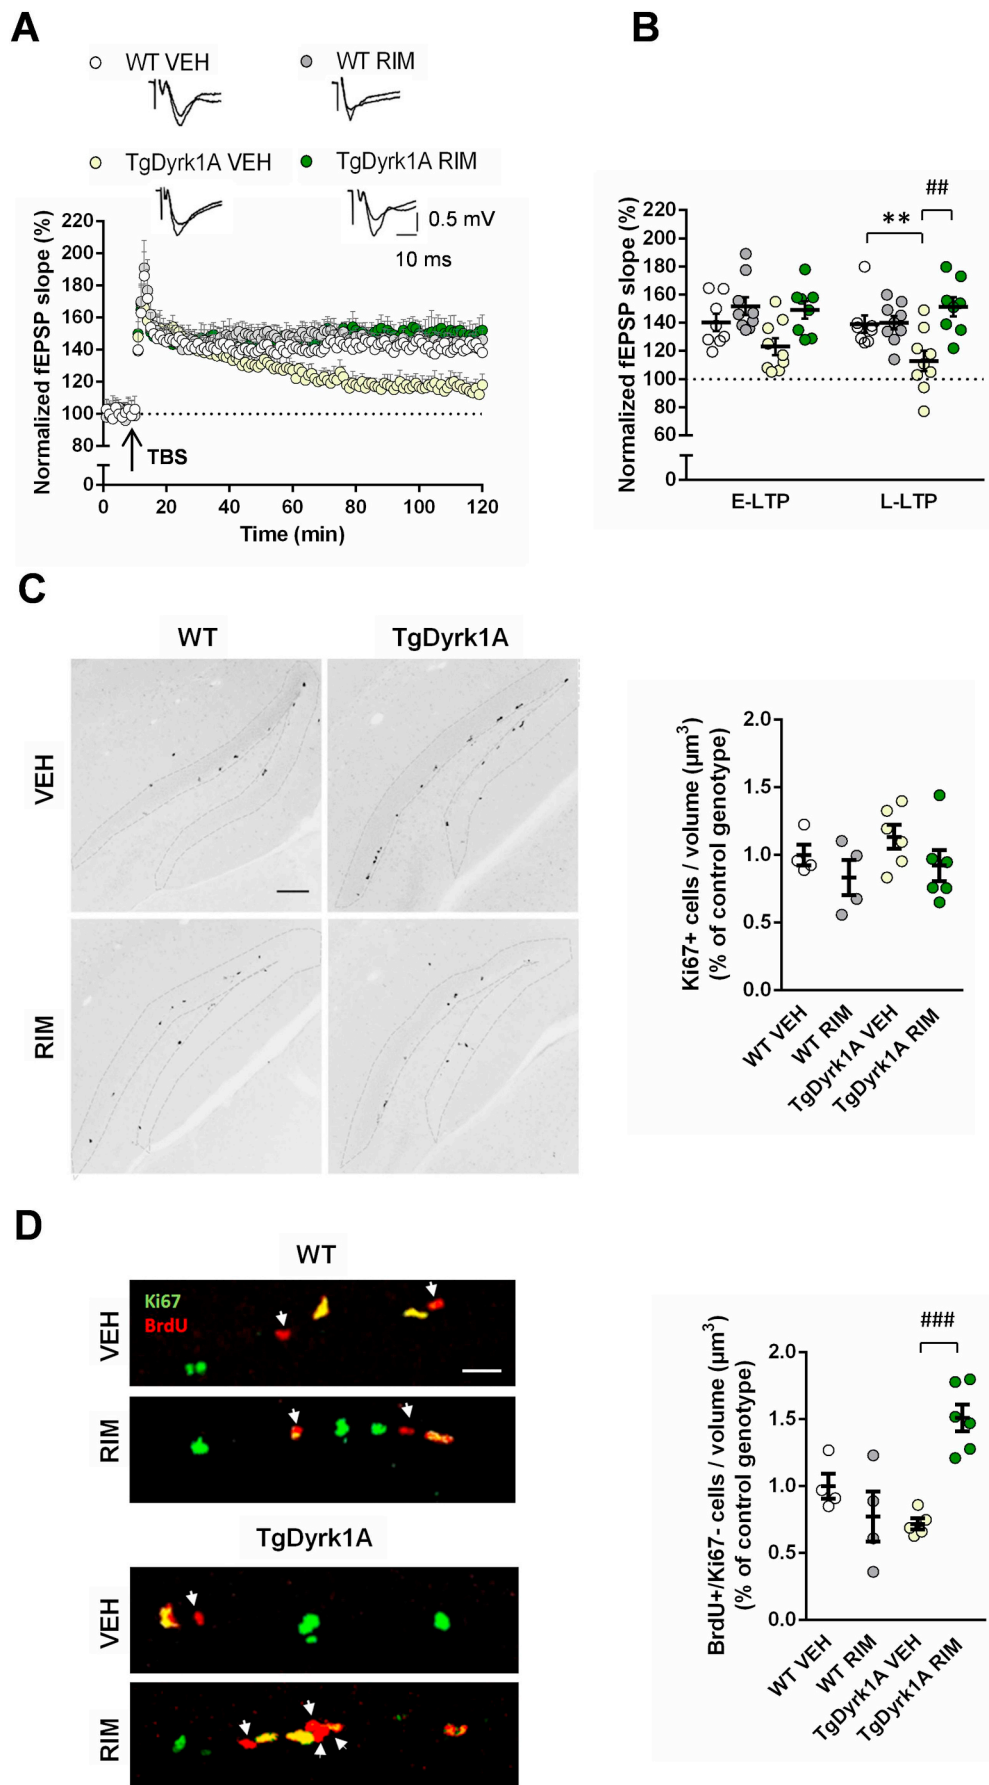 A
WT VEH
WT RIM
TgDyrk1A VEH
TgDyrk1A RIM
0.5 mV
10 ms
Normalized fEPSP slope (%)
220
200
180
160
140
120
100
80
0
TBS
0 20 40 60 80 100 120
Time (min)
B
##
**
Normalized fEPSP slope (%)
220
180
160
140
120
100
80
60
0
E-LTP L-LTP
C
WT TgDyrk1A
VEH
RIM
Ki67+ cells / volume (µm³)
(% of control genotype)
2.0
1.5
1.0
0.5
0.0
WT VEH
WT RIM
TgDyrk1A VEH
TgDyrk1A RIM
D
WT
VEH
Ki67
BrdU
RIM
TgDyrk1A
VEH
RIM
###
BrdU+/Ki67- cells / volume (µm³)
(% of control genotype)
2.0
1.5
1.0
0.5
0.0
WT VEH
WT RIM
TgDyrk1A VEH
TgDyrk1A RIM